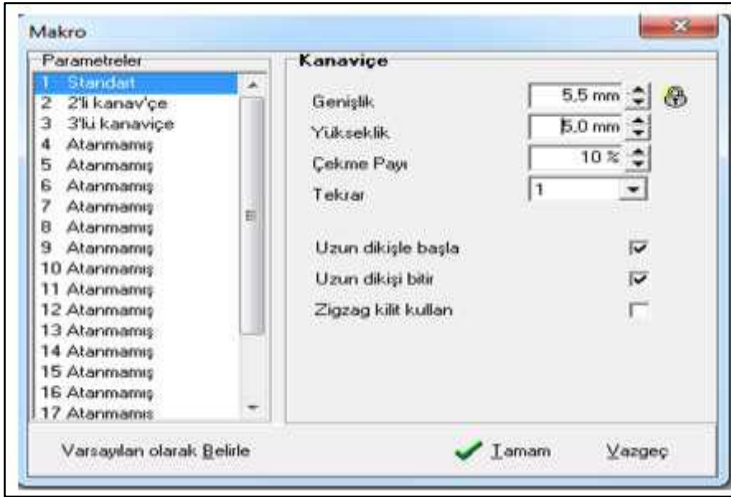 Makro
Parametreler
1 Standart
2 2'li kanav'çe
3 3'lü kanaviçe
4 Atanmamış
5 Atanmamış
6 Atanmamış
7 Atanmamış
8 Atanmamış
9 Atanmamış
10 Atanmamış
11 Atanmamış
12 Atanmamış
13 Atanmamış
14 Atanmamış
15 Atanmamış
16 Atanmamış
17 Atanmamış
Kanaviçe
Genişlik 5,5 mm
Yükseklik 5,0 mm
Çekme Payı 10 %
Tekrar 1
Uzun dikişle başla
Uzun dikişi bitir
Zigzag kilit kullan
Varsayılan olarak Belirle Tamam Vazgeç